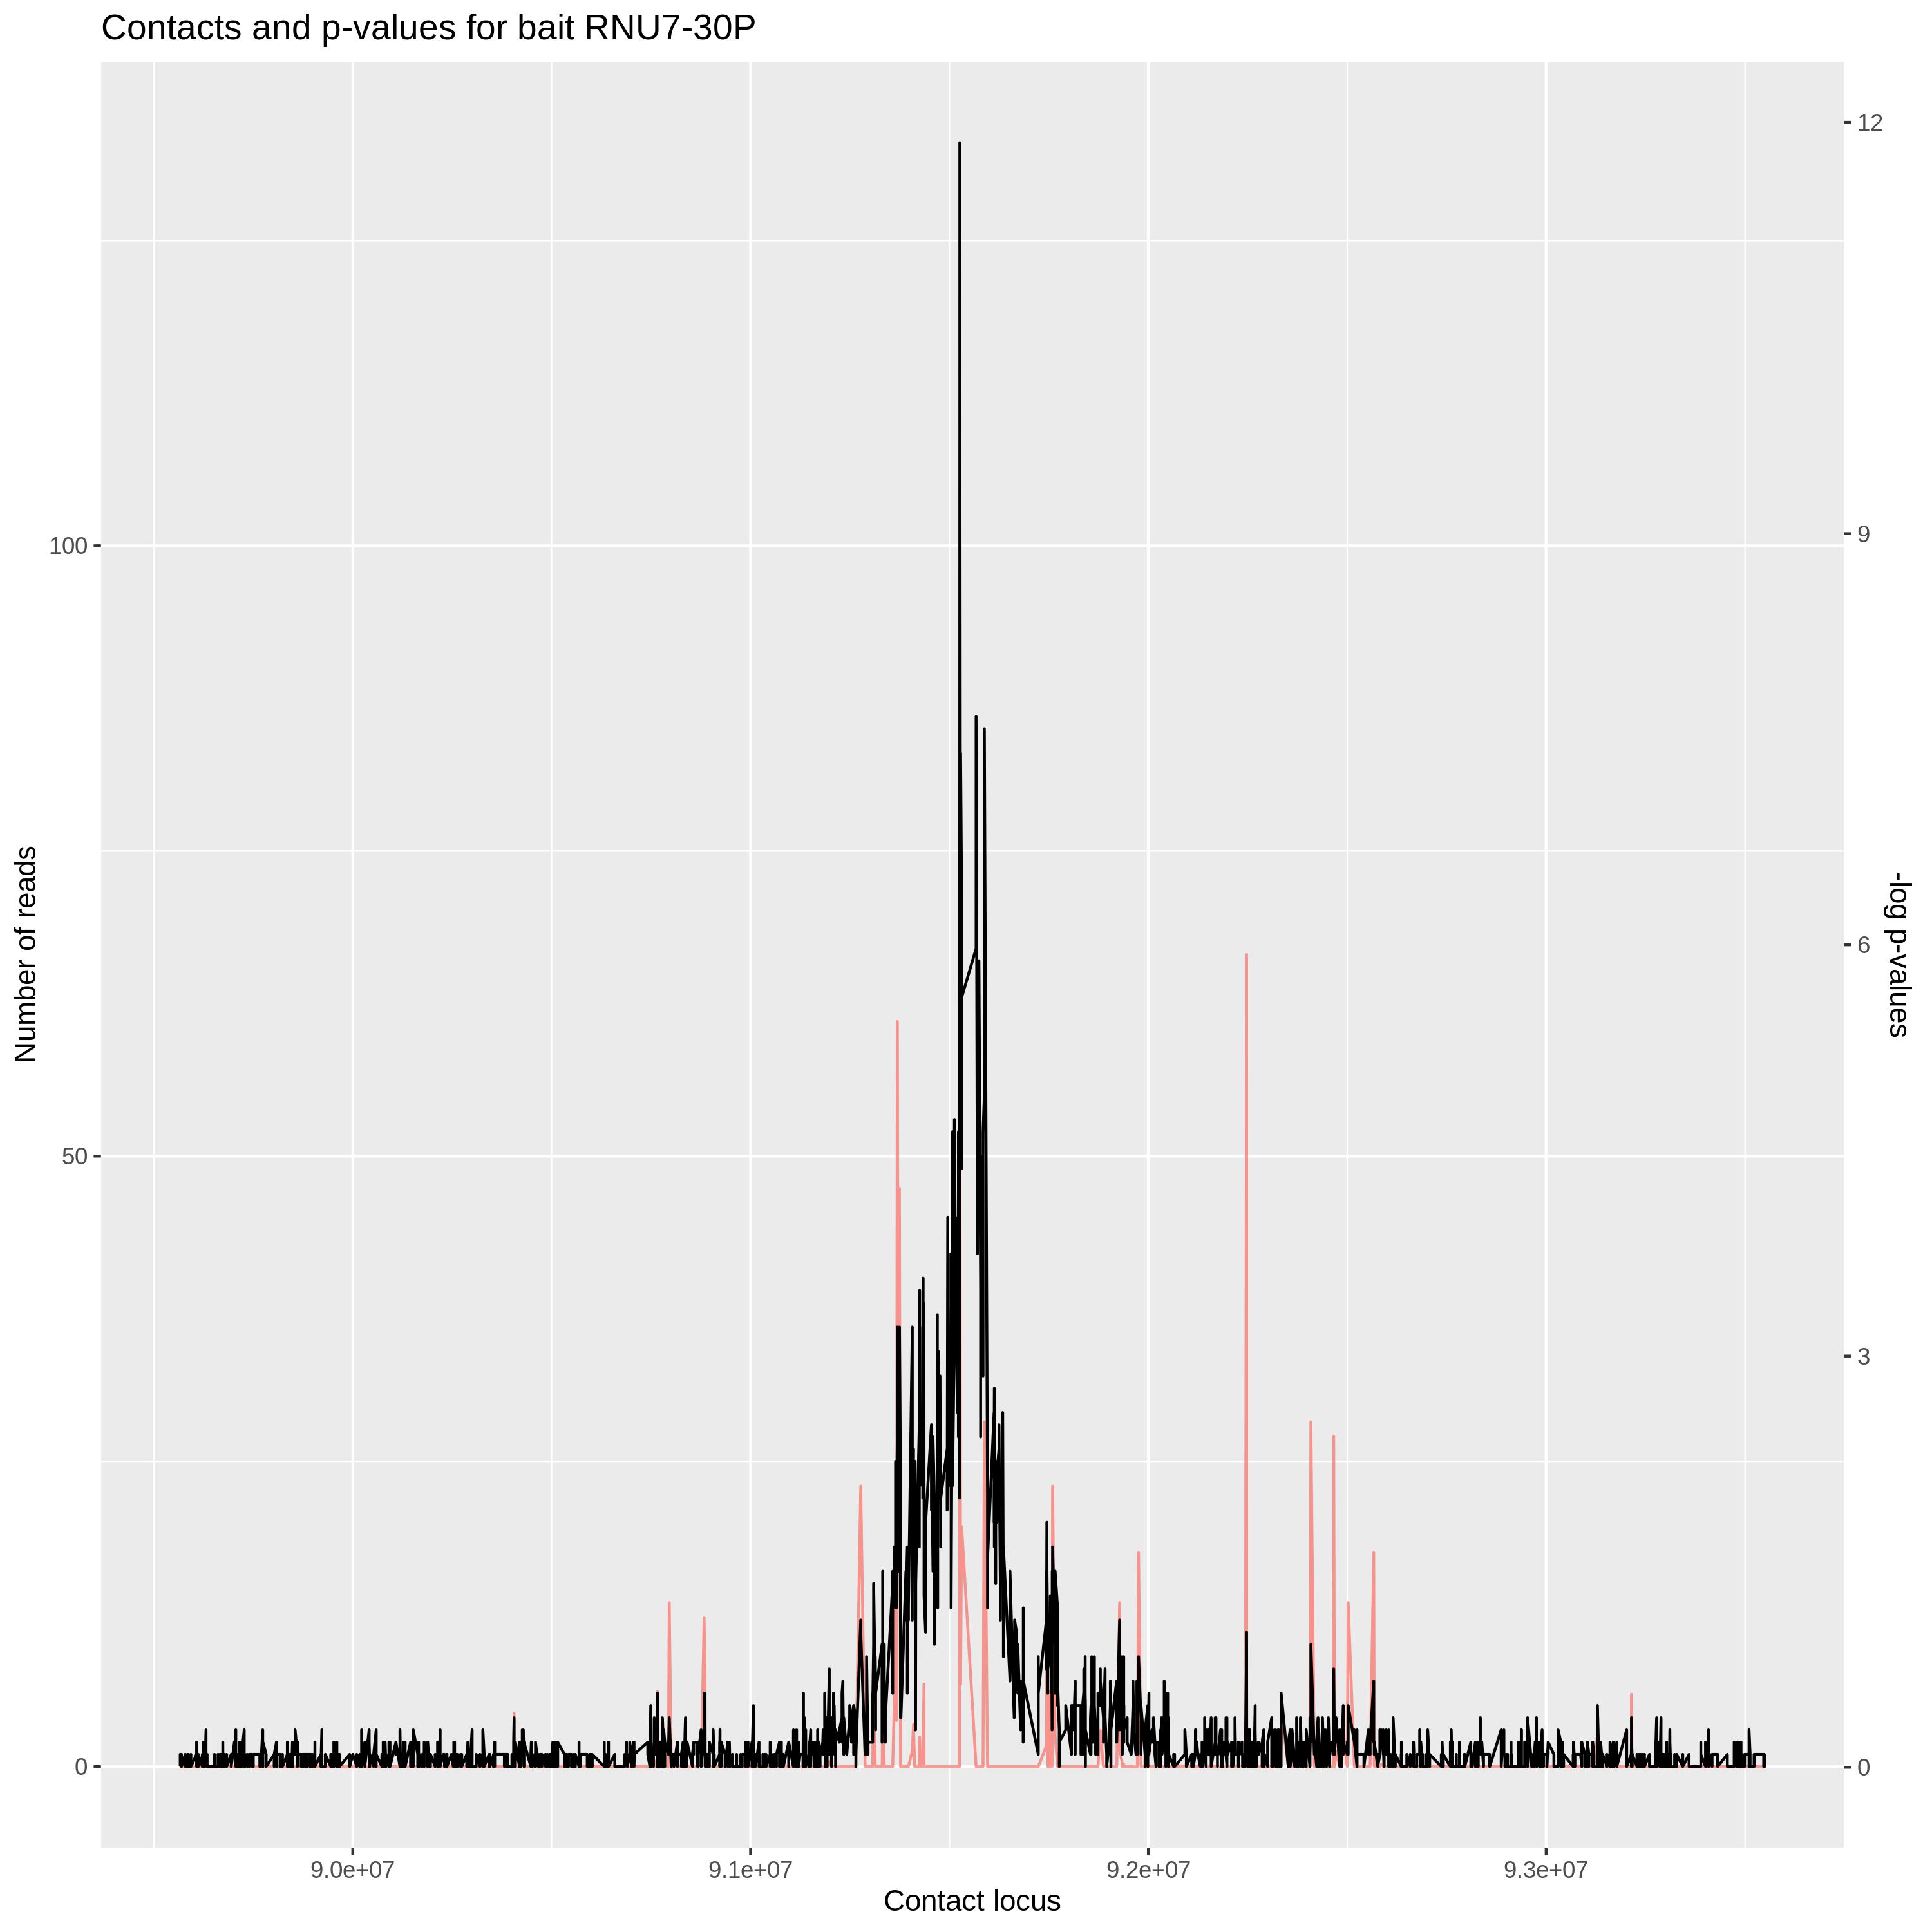 Contacts and p-values for bait RNU7-30P
Number of reads
100
50
0
12
9
6
3
0
-log p-values
9.0e+07
9.1e+07
9.2e+07
9.3e+07
Contact locus